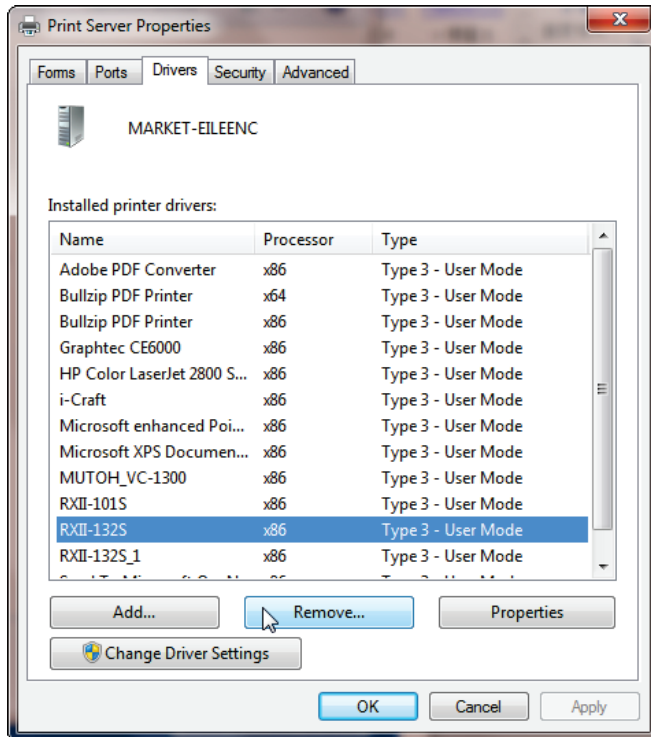 Print Server Properties
Forms Ports Drivers Security Advanced
MARKET-EILEENC
Installed printer drivers:
Name Processor Type
Adobe PDF Converter x86 Type 3 - User Mode
Bullzip PDF Printer x64 Type 3 - User Mode
Bullzip PDF Printer x86 Type 3 - User Mode
Graphtec CE6000 x86 Type 3 - User Mode
HP Color LaserJet 2800 S... x86 Type 3 - User Mode
i-Craft x86 Type 3 - User Mode
Microsoft enhanced Poi... x86 Type 3 - User Mode
Microsoft XPS Documen... x86 Type 3 - User Mode
MUTOH_VC-1300 x86 Type 3 - User Mode
RXII-101S x86 Type 3 - User Mode
RXII-132S x86 Type 3 - User Mode
RXII-132S_1 x86 Type 3 - User Mode
Add... Remove... Properties
Change Driver Settings
OK Cancel Apply